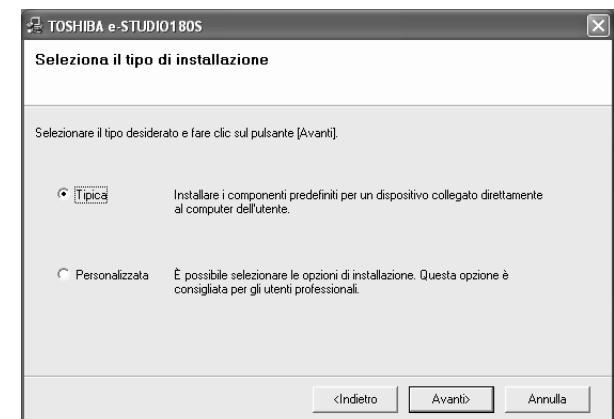 TOSHIBA e-STUDIO180S
Seleziona il tipo di installazione
Selezionare il tipo desiderato e fare clic sul pulsante [Avanti].
Tipica
Installare i componenti predefiniti per un dispositivo collegato direttamente
al computer dell'utente.
Personalizzata
È possibile selezionare le opzioni di installazione. Questa opzione è
consigliata per gli utenti professionali.
<Indietro
Avanti>
Annulla